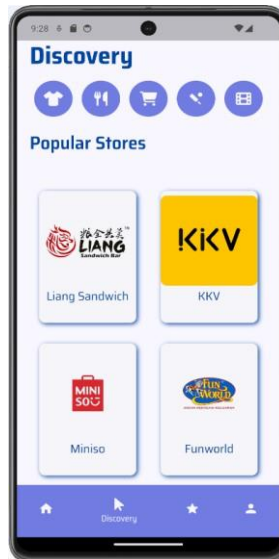 9:28
Discovery
Popular Stores
LIANG
Sandwich Bar
Liang Sandwich
KKV
KKV
MINI
SO
Miniso
FUN
WORLD
Funworld
Discovery